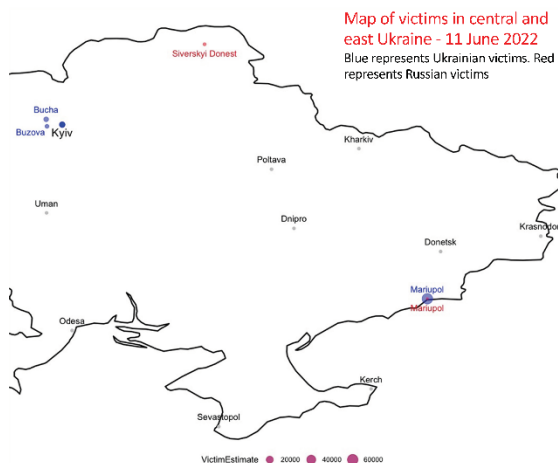 Map of victims in central and
east Ukraine - 11 June 2022
Blue represents Ukrainian victims. Red
represents Russian victims
Siverskyi Donest
Bucha
Buzova
Kyiv
Kharkiv
Poltava
Uman
Dnipro
Krasnodon
Donetsk
Mariupol
Mariupol
Odesa
Kerch
Sevastopol
VictimEstimate 20000 40000 60000